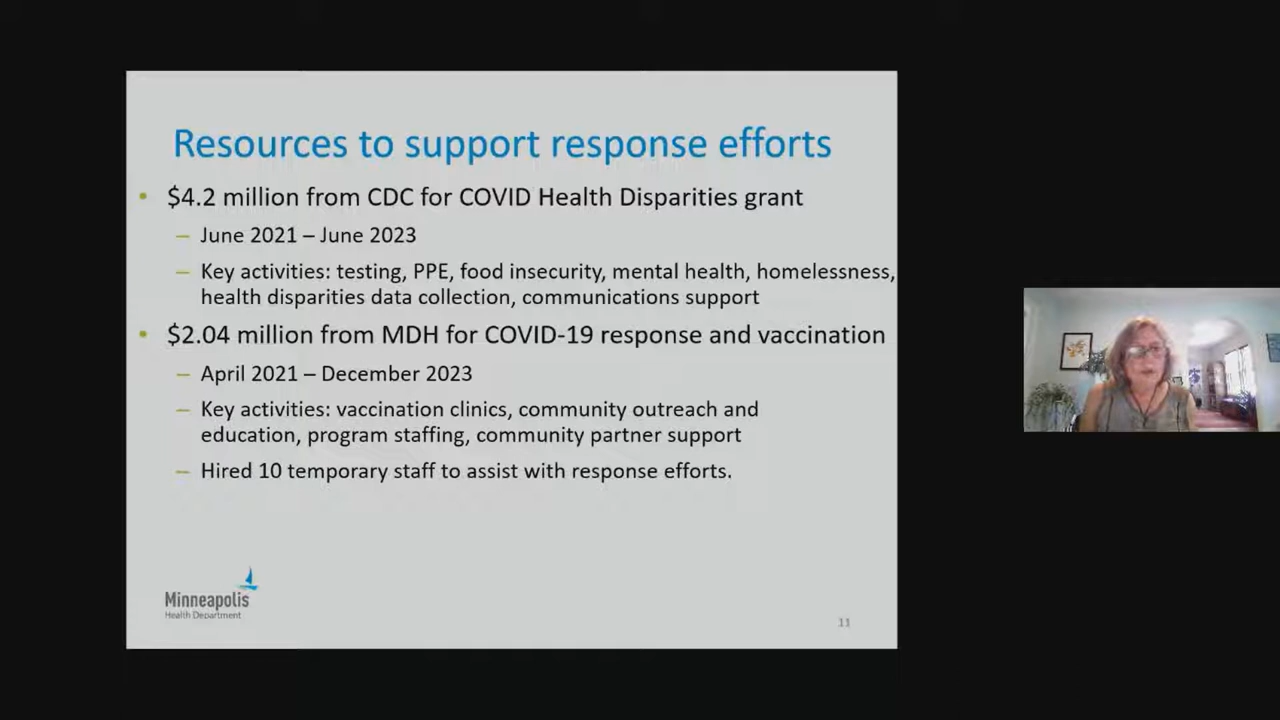 Resources to support response efforts
• $4.2 million from CDC for COVID Health Disparities grant
– June 2021 – June 2023
– Key activities: testing, PPE, food insecurity, mental health, homelessness,
health disparities data collection, communications support
• $2.04 million from MDH for COVID-19 response and vaccination
– April 2021 – December 2023
– Key activities: vaccination clinics, community outreach and
education, program staffing, community partner support
– Hired 10 temporary staff to assist with response efforts.
Minneapolis
Health Department
11